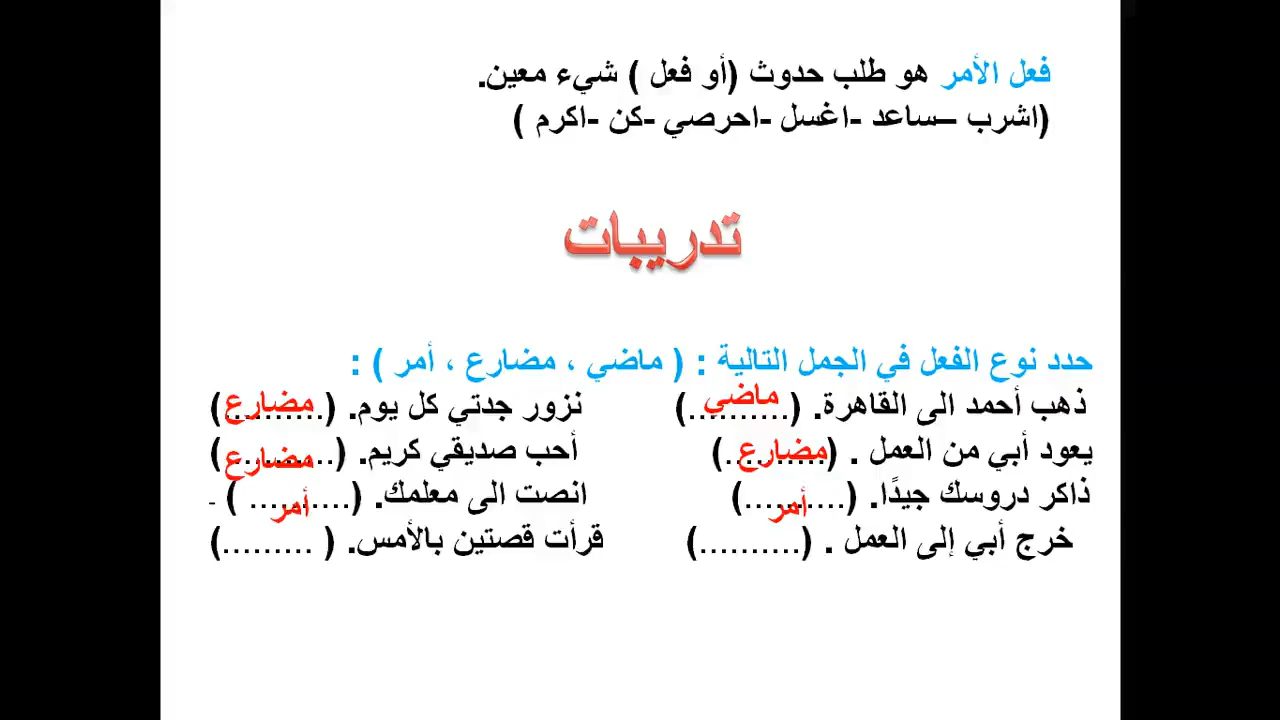 فعل الأمر هو طلب حدوث (أو فعل ) شيء معين.
(اشرب –ساعد -اغسل -احرصي -كن -اكرم )
تدريبات
حدد نوع الفعل في الجمل التالية : ( ماضي ، مضارع ، أمر ) :
ذهب أحمد الى القاهرة. (..........) ماضي نزور جدتي كل يوم. (..........) مضارع
يعود أبي من العمل . (..........) مضارع أحب صديقي كريم. (..........) مضارع
ذاكر دروسك جيدًا. (..........) أمر انصت الى معلمك. (.......... ) أمر -
خرج أبي إلى العمل . (..........) قرأت قصتين بالأمس. ( .........)